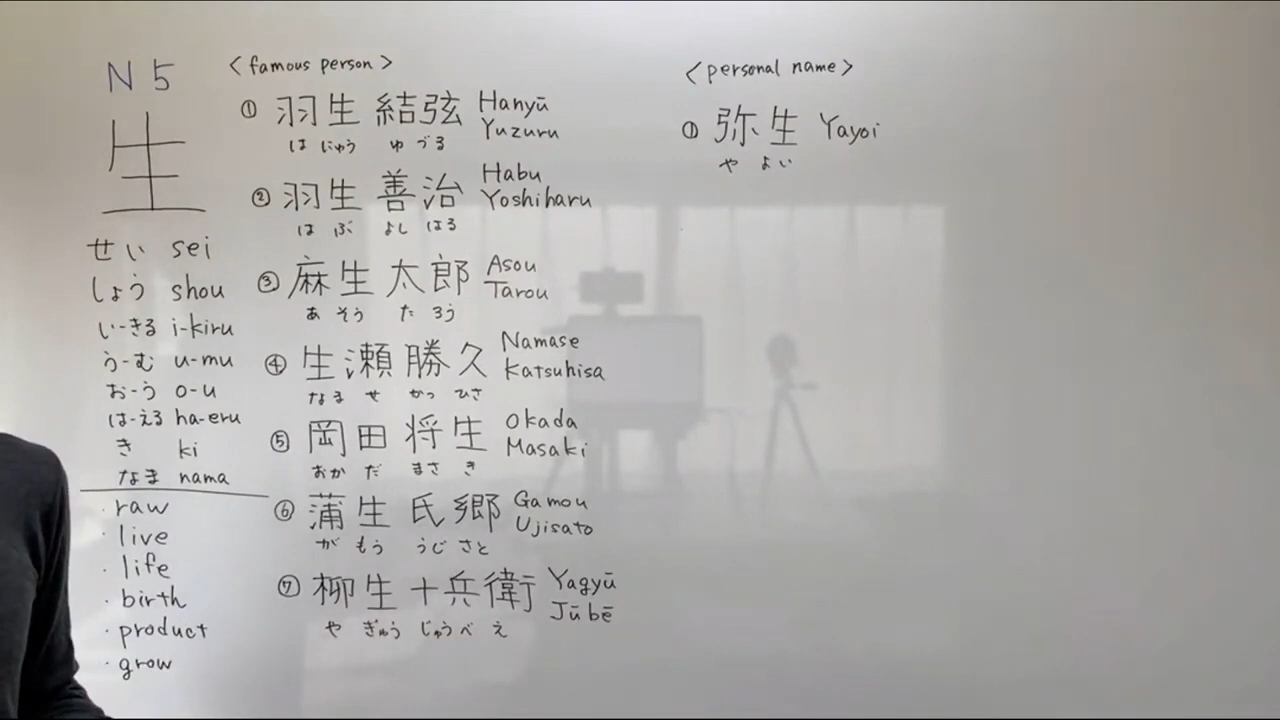 N5
生
せい sei
しょう shou
い-きる i-kiru
う-む u-mu
お-う o-u
は-える ha-eru
き ki
なま nama
・raw
・live
・life
・birth
・product
・grow
<famous person>
① 羽生 結弦 Hanyū Yuzuru
は にゅう ゆ づる
② 羽生 善治 Habu Yoshiharu
は ぶ よし はる
③ 麻生 太郎 Asou Tarou
あ そう た ろう
④ 生瀬 勝久 Namase Katsuhisa
なま せ かつ ひさ
⑤ 岡田 将生 Okada Masaki
おか だ まさ き
⑥ 蒲生 氏郷 Gamou Ujisato
が もう うじ さと
⑦ 柳生 十兵衛 Yagyū Jūbē
や ぎゅう じゅう べ え
<personal name>
① 弥生 Yayoi
や よい